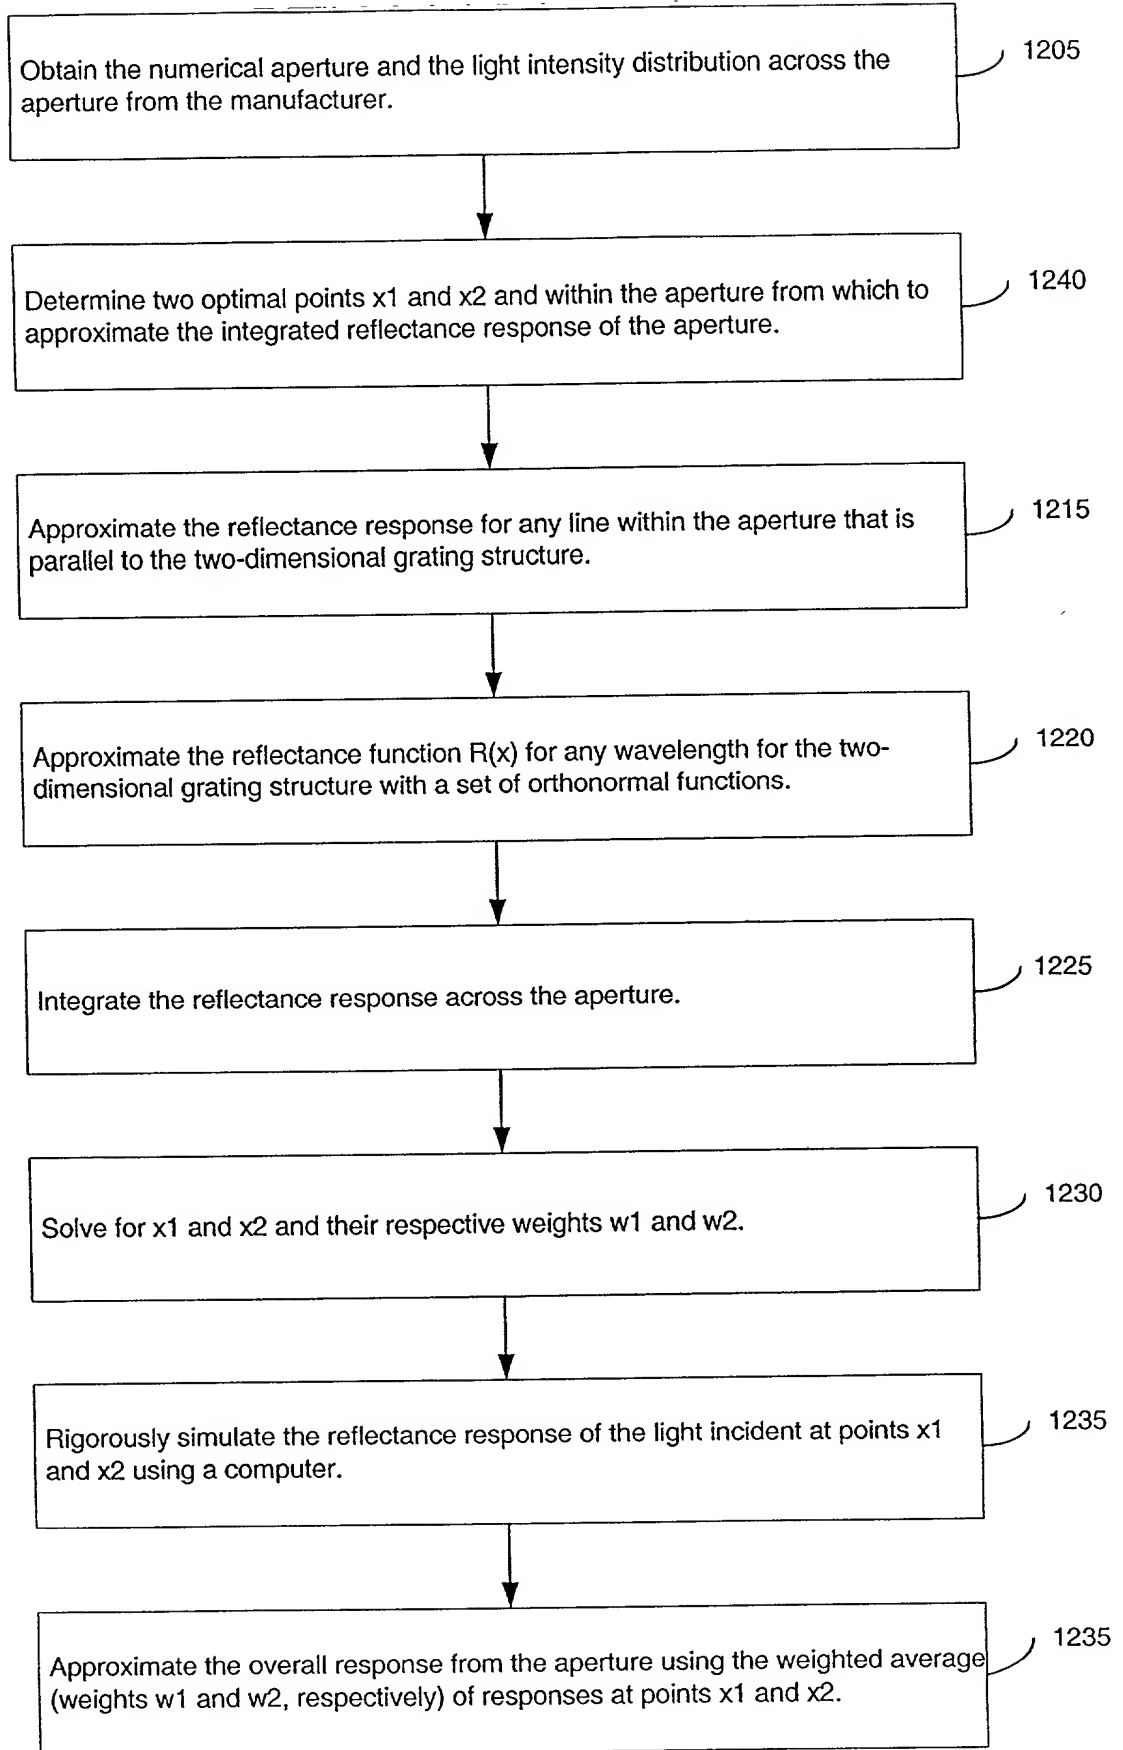 Obtain the numerical aperture and the light intensity distribution across the
aperture from the manufacturer.
1205
Determine two optimal points x1 and x2 and within the aperture from which to
approximate the integrated reflectance response of the aperture.
1240
Approximate the reflectance response for any line within the aperture that is
parallel to the two-dimensional grating structure.
1215
Approximate the reflectance function R(x) for any wavelength for the two-
dimensional grating structure with a set of orthonormal functions.
1220
Integrate the reflectance response across the aperture.
1225
Solve for x1 and x2 and their respective weights w1 and w2.
1230
Rigorously simulate the reflectance response of the light incident at points x1
and x2 using a computer.
1235
Approximate the overall response from the aperture using the weighted average
(weights w1 and w2, respectively) of responses at points x1 and x2.
1235